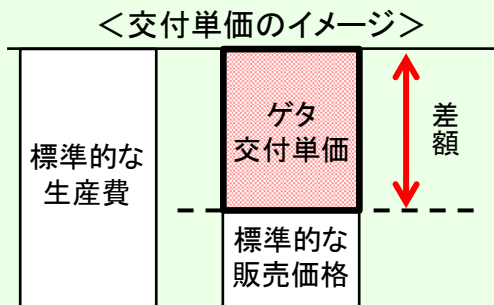 ＜交付単価のイメージ＞
標準的な
生産費
ゲタ
交付単価
差額
標準的な
販売価格